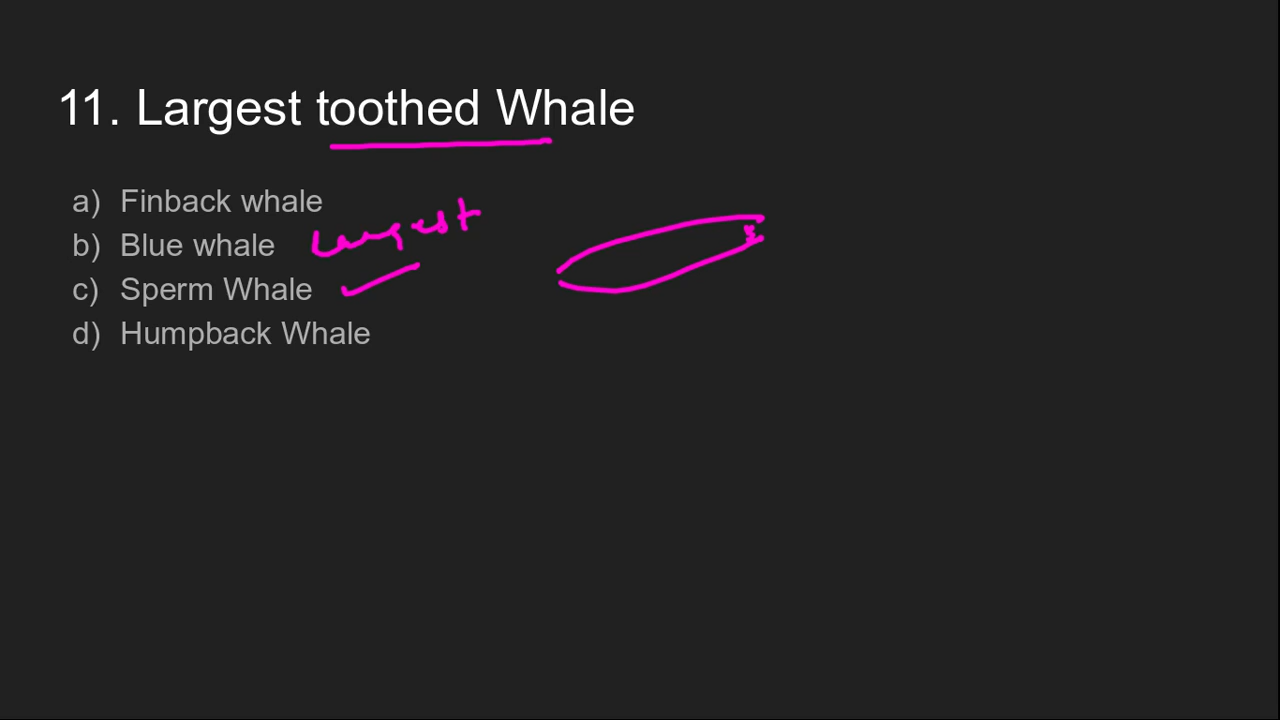 11. Largest toothed Whale
a) Finback whale
b) Blue whale Largest
c) Sperm Whale
d) Humpback Whale